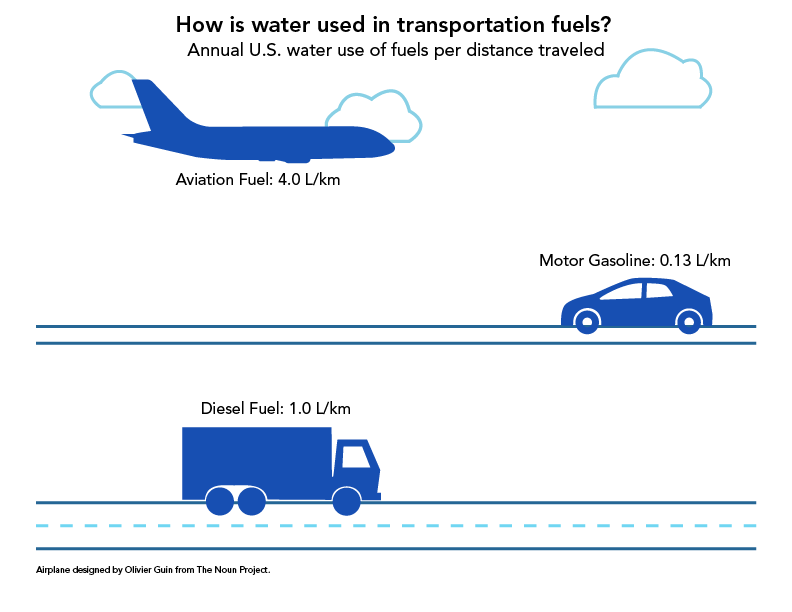 How is water used in transportation fuels?
Annual U.S. water use of fuels per distance traveled
Aviation Fuel: 4.0 L/km
Motor Gasoline: 0.13 L/km
Diesel Fuel: 1.0 L/km
Airplane designed by Olivier Guin from The Noun Project.